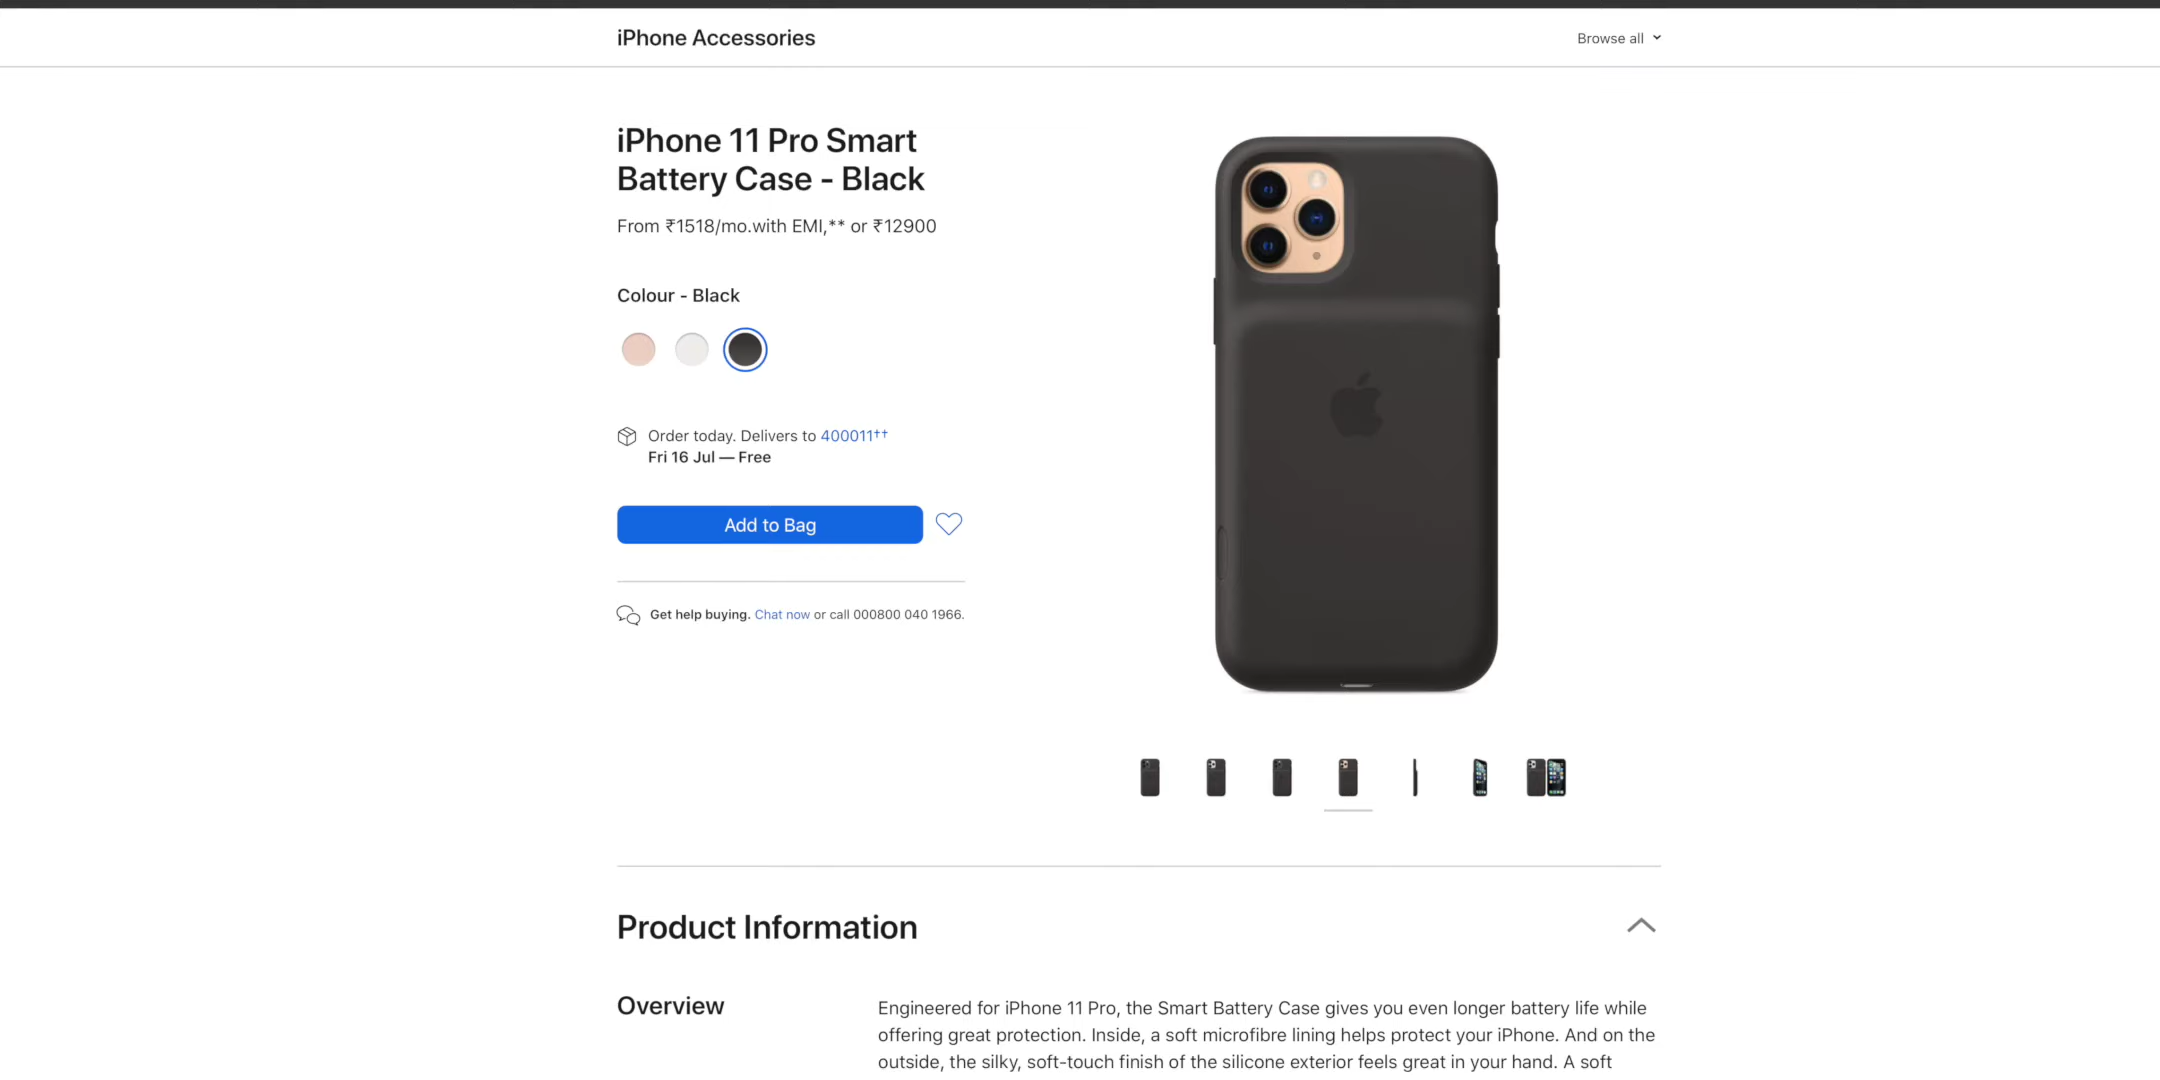 iPhone Accessories
Browse all
iPhone 11 Pro Smart
Battery Case - Black
From ₹1518/mo.with EMI,** or ₹12900
Colour - Black
Order today. Delivers to 400011††
Fri 16 Jul — Free
Add to Bag
Get help buying. Chat now or call 000800 040 1966.
Product Information
Overview
Engineered for iPhone 11 Pro, the Smart Battery Case gives you even longer battery life while
offering great protection. Inside, a soft microfibre lining helps protect your iPhone. And on the
outside, the silky, soft-touch finish of the silicone exterior feels great in your hand. A soft